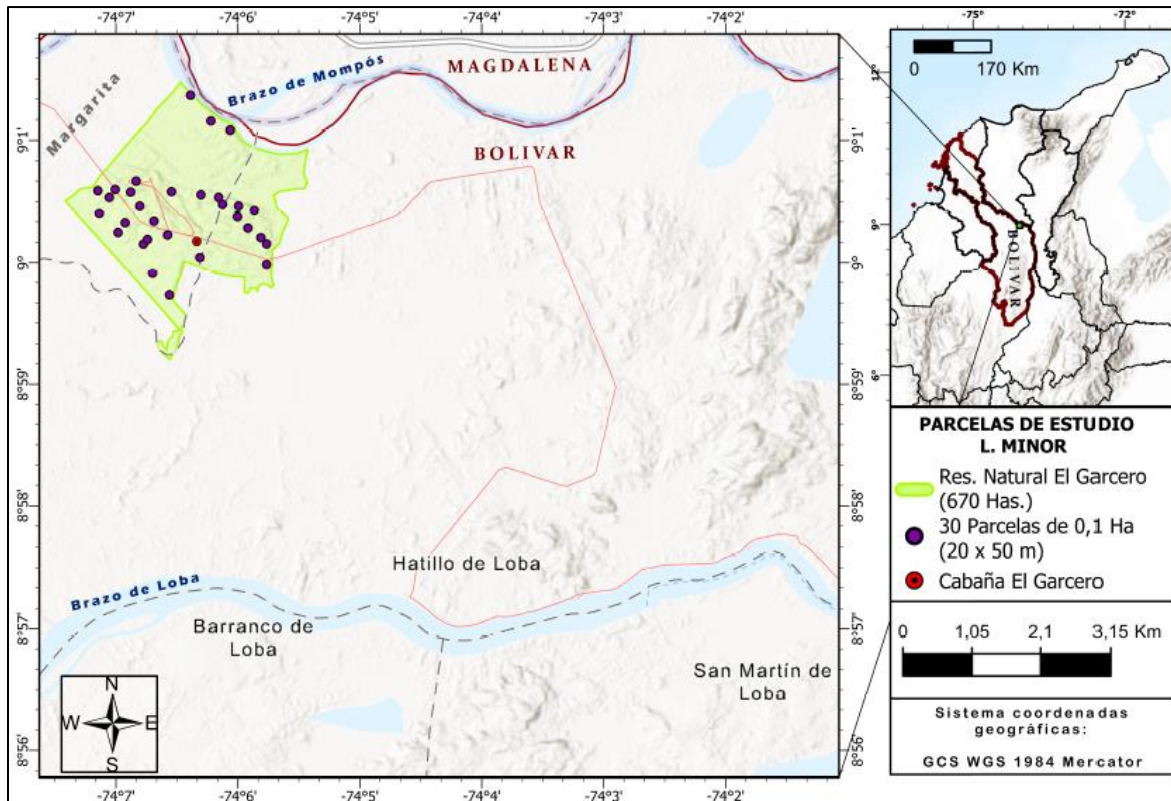 -74°7'
-74°6'
-74°5'
-74°4'
-74°3'
-74°2'
9°1'
9°
8°59'
8°58'
8°57'
8°56'
Margarita
Brazo de Mompós
MAGDALENA
BOLIVAR
Hatillo de Loba
Brazo de Loba
Barranco de
Loba
San Martín de
Loba
N
W
E
S
9°1'
9°
8°59'
8°58'
8°57'
8°56'
-74°7'
-74°6'
-74°5'
-74°4'
-74°3'
-74°2'
-75°
-72°
0
170 Km
12°
9°
6°
BOLIVAR
PARCELAS DE ESTUDIO
L. MINOR
Res. Natural El Garcero
(670 Has.)
30 Parcelas de 0,1 Ha
(20 x 50 m)
Cabaña El Garcero
0
1,05
2,1
3,15 Km
Sistema coordenadas
geográficas:
GCS WGS 1984 Mercator